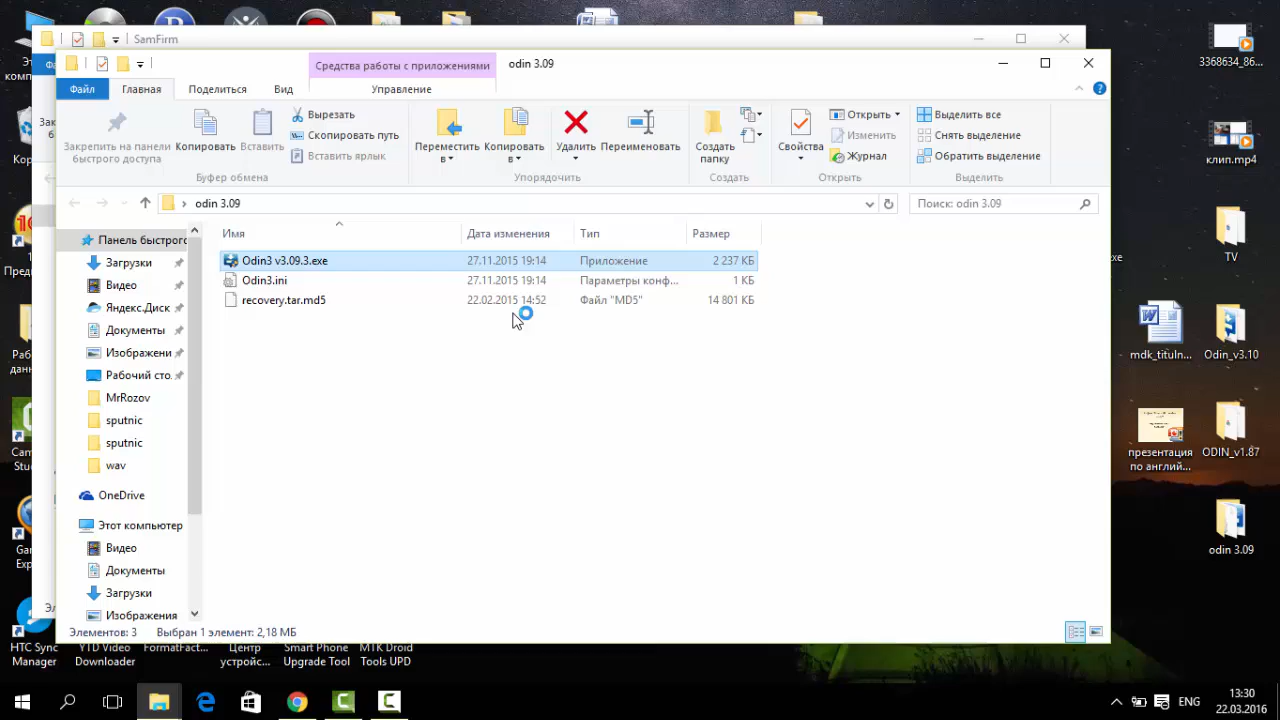 SamFirm
Средства работы с приложениями
odin 3.09
Файл
Главная
Поделиться
Вид
Управление
Закрепить на панели
быстрого доступа
Копировать
Вставить
Вырезать
Скопировать путь
Вставить ярлык
Буфер обмена
Переместить
в
Копировать
в
Удалить
Переименовать
Упорядочить
Создать
папку
Создать
Свойства
Открыть
Изменить
Журнал
Открыть
Выделить все
Снять выделение
Обратить выделение
Выделить
odin 3.09
Поиск: odin 3.09
Имя
Дата изменения
Тип
Размер
Odin3 v3.09.3.exe 27.11.2015 19:14 Приложение 2 237 КБ
Odin3.ini 27.11.2015 19:14 Параметры конф... 1 КБ
recovery.tar.md5 22.02.2015 14:52 Файл "MD5" 14 801 КБ
Панель быстрого
Загрузки
Видео
Яндекс.Диск
Документы
Изображени
Рабочий сто.
MrRozov
sputnic
sputnic
wav
OneDrive
Этот компьютер
Видео
Документы
Загрузки
Изображения
Элементов: 3
Выбран 1 элемент: 2,18 МБ
3368634_86...
клип.mp4
TV
mdk_tituln...
Odin_v3.10
презентация
по англий...
ODIN_v1.87
odin 3.09
HTC Sync
Manager
YTD Video
Downloader
FormatFact...
Центр
устройс...
Smart Phone
Upgrade Tool
MTK Droid
Tools UPD
ENG
13:30
22.03.2016